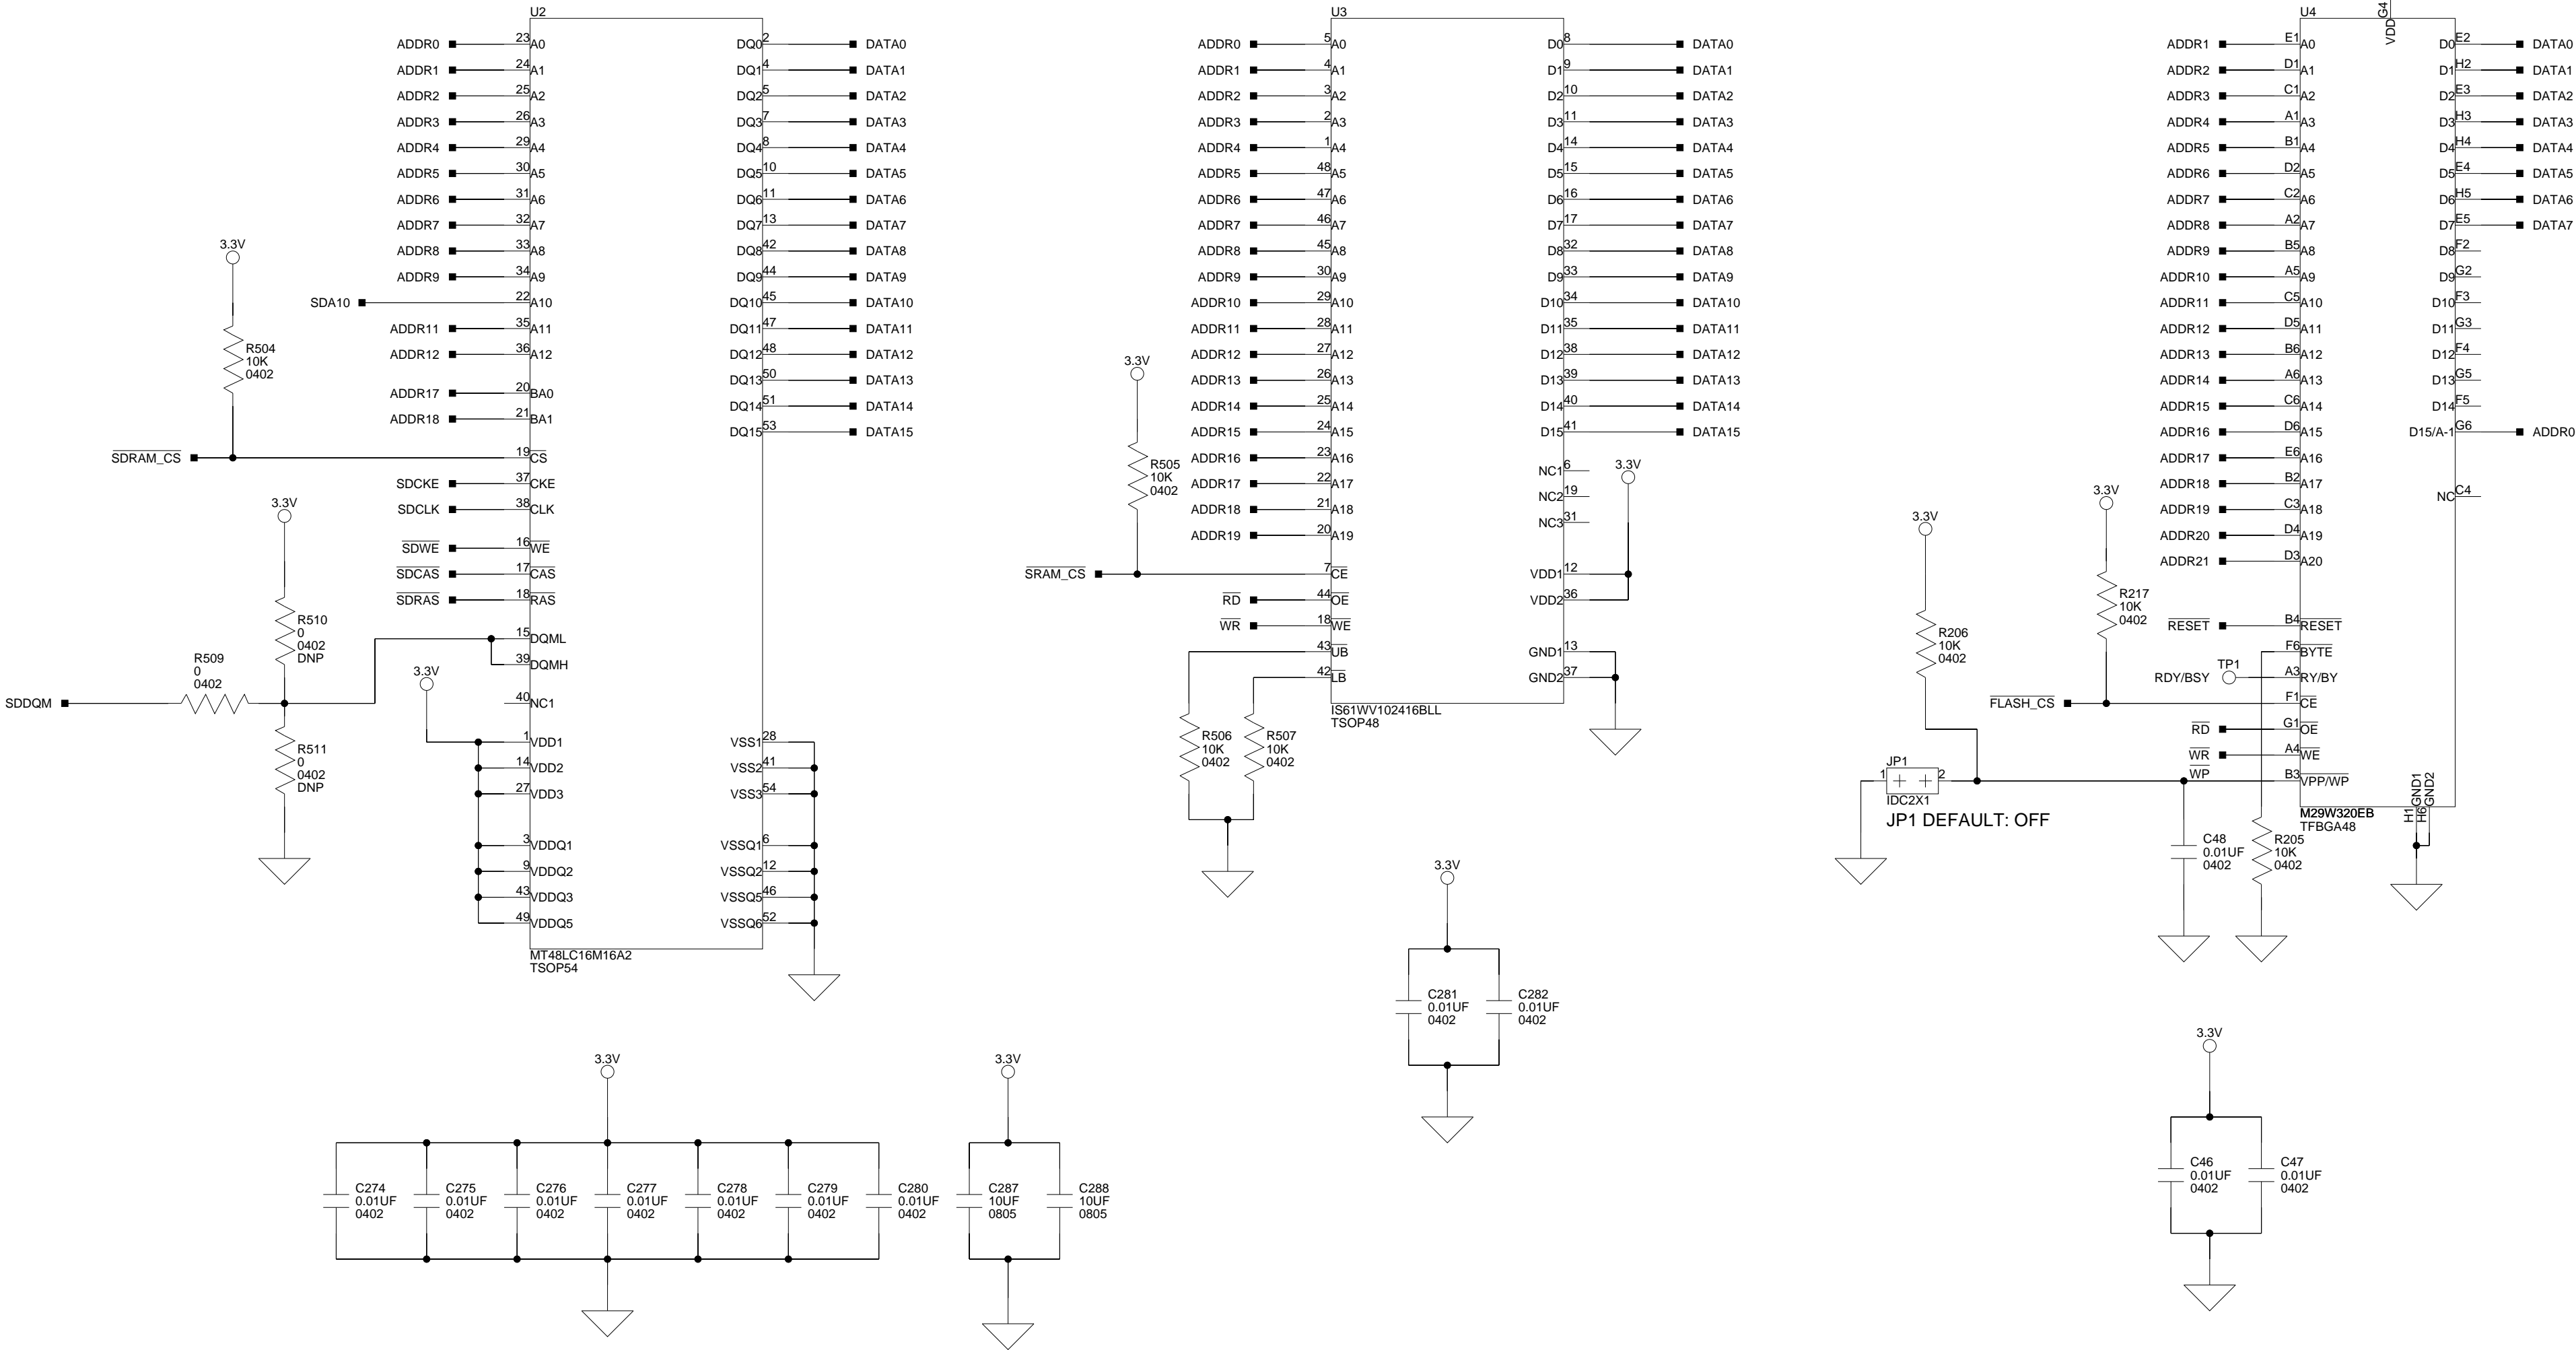 U2
ADDR0 23 A0 DQ0 2 DATA0
ADDR1 24 A1 DQ1 4 DATA1
ADDR2 25 A2 DQ2 5 DATA2
ADDR3 26 A3 DQ3 7 DATA3
ADDR4 29 A4 DQ4 8 DATA4
ADDR5 30 A5 DQ5 10 DATA5
ADDR6 31 A6 DQ6 11 DATA6
ADDR7 32 A7 DQ7 13 DATA7
ADDR8 33 A8 DQ8 42 DATA8
ADDR9 34 A9 DQ9 44 DATA9
SDA10 22 A10 DQ10 45 DATA10
ADDR11 35 A11 DQ11 47 DATA11
ADDR12 36 A12 DQ12 48 DATA12
DQ13 50 DATA13
ADDR17 20 BA0
DQ14 51 DATA14
ADDR18 21 BA1
DQ15 53 DATA15
3.3V
R504
10K
0402
SDRAM_CS 19 CS
SDCKE 37 CKE
SDCLK 38 CLK
SDWE 16 WE
SDCAS 17 CAS
SDRAS 18 RAS
3.3V
R510
0
0402
DNP
15 DQML
39 DQMH
R509
0
0402
SDDQM
R511
0
0402
DNP
3.3V
40 NC1
1 VDD1 VSS1 28
14 VDD2 VSS2 41
27 VDD3 VSS3 54
3 VDDQ1 VSSQ1 6
9 VDDQ2 VSSQ2 12
43 VDDQ3 VSSQ5 46
49 VDDQ5 VSSQ6 52
MT48LC16M16A2
TSOP54
3.3V
C274
0.01UF
0402
C275
0.01UF
0402
C276
0.01UF
0402
C277
0.01UF
0402
C278
0.01UF
0402
C279
0.01UF
0402
C280
0.01UF
0402
3.3V
C287
10UF
0805
C288
10UF
0805
U3
ADDR0 5 A0 D0 8 DATA0
ADDR1 4 A1 D1 9 DATA1
ADDR2 3 A2 D2 10 DATA2
ADDR3 2 A3 D3 11 DATA3
ADDR4 1 A4 D4 14 DATA4
ADDR5 48 A5 D5 15 DATA5
ADDR6 47 A6 D6 16 DATA6
ADDR7 46 A7 D7 17 DATA7
ADDR8 45 A8 D8 32 DATA8
ADDR9 30 A9 D9 33 DATA9
ADDR10 29 A10 D10 34 DATA10
ADDR11 28 A11 D11 35 DATA11
ADDR12 27 A12 D12 38 DATA12
ADDR13 26 A13 D13 39 DATA13
ADDR14 25 A14 D14 40 DATA14
ADDR15 24 A15 D15 41 DATA15
ADDR16 23 A16
NC1 6
ADDR17 22 A17
NC2 19
ADDR18 21 A18
NC3 31
ADDR19 20 A19
3.3V
R505
10K
0402
3.3V
SRAM_CS 7 CE VDD1 12
RD 44 OE VDD2 36
WR 18 WE
43 UB GND1 13
42 LB GND2 37
IS61WV102416BLL
TSOP48
R506
10K
0402
R507
10K
0402
3.3V
C281
0.01UF
0402
C282
0.01UF
0402
U4
G4
VDD
ADDR1 E1 A0 D0 E2 DATA0
ADDR2 D1 A1 D1 H2 DATA1
ADDR3 C1 A2 D2 E3 DATA2
ADDR4 A1 A3 D3 H3 DATA3
ADDR5 B1 A4 D4 H4 DATA4
ADDR6 D2 A5 D5 E4 DATA5
ADDR7 C2 A6 D6 H5 DATA6
ADDR8 A2 A7 D7 E5 DATA7
ADDR9 B5 A8 D8 F2
ADDR10 A5 A9 D9 G2
ADDR11 C5 A10 D10 F3
ADDR12 D5 A11 D11 G3
ADDR13 B6 A12 D12 F4
ADDR14 A6 A13 D13 G5
ADDR15 C6 A14 D14 F5
ADDR16 D6 A15 D15/A-1 G6 ADDR0
ADDR17 E6 A16
ADDR18 B2 A17
NC C4
ADDR19 C3 A18
ADDR20 D4 A19
ADDR21 D3 A20
3.3V
R206
10K
0402
3.3V
R217
10K
0402
RESET B4 RESET
F6 BYTE
TP1
RDY/BSY A3 RY/BY
FLASH_CS F1 CE
RD G1 OE
WR A4 WE
WP B3 VPP/WP
JP1
1 2
IDC2X1
JP1 DEFAULT: OFF
H1 GND1
H6 GND2
M29W320EB
TFBGA48
C48
0.01UF
0402
R205
10K
0402
3.3V
C46
0.01UF
0402
C47
0.01UF
0402